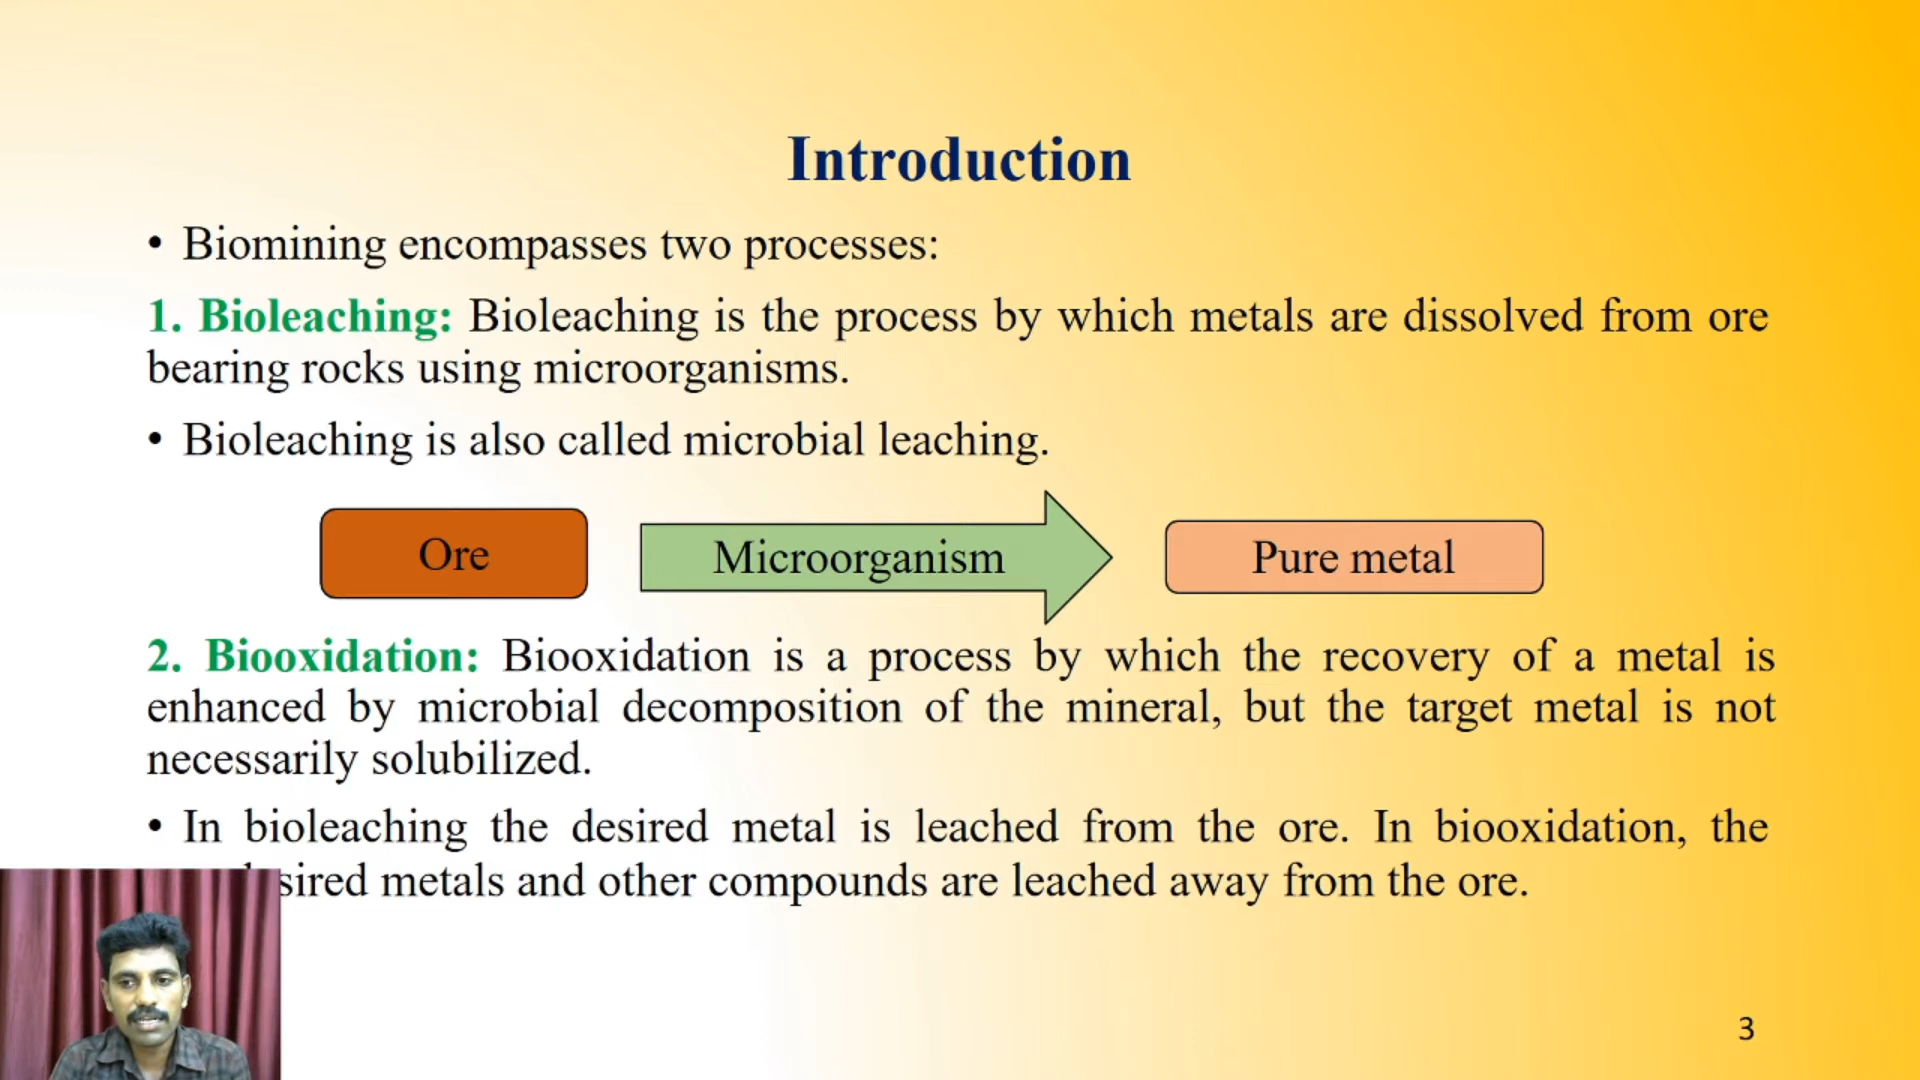 Introduction
• Biomining encompasses two processes:
1. Bioleaching: Bioleaching is the process by which metals are dissolved from ore
bearing rocks using microorganisms.
• Bioleaching is also called microbial leaching.
Ore
Microorganism
Pure metal
2. Biooxidation: Biooxidation is a process by which the recovery of a metal is
enhanced by microbial decomposition of the mineral, but the target metal is not
necessarily solubilized.
• In bioleaching the desired metal is leached from the ore. In biooxidation, the
metals and other compounds are leached away from the ore.
3